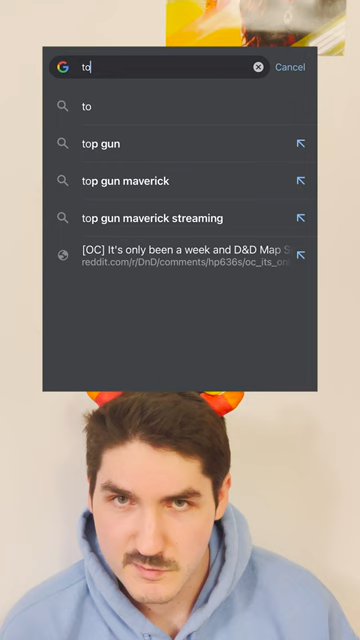 to
Cancel
to
top gun
top gun maverick
top gun maverick streaming
[OC] It's only been a week and D&D Map
reddit.com/r/DnD/comments/hp636s/oc_its_on